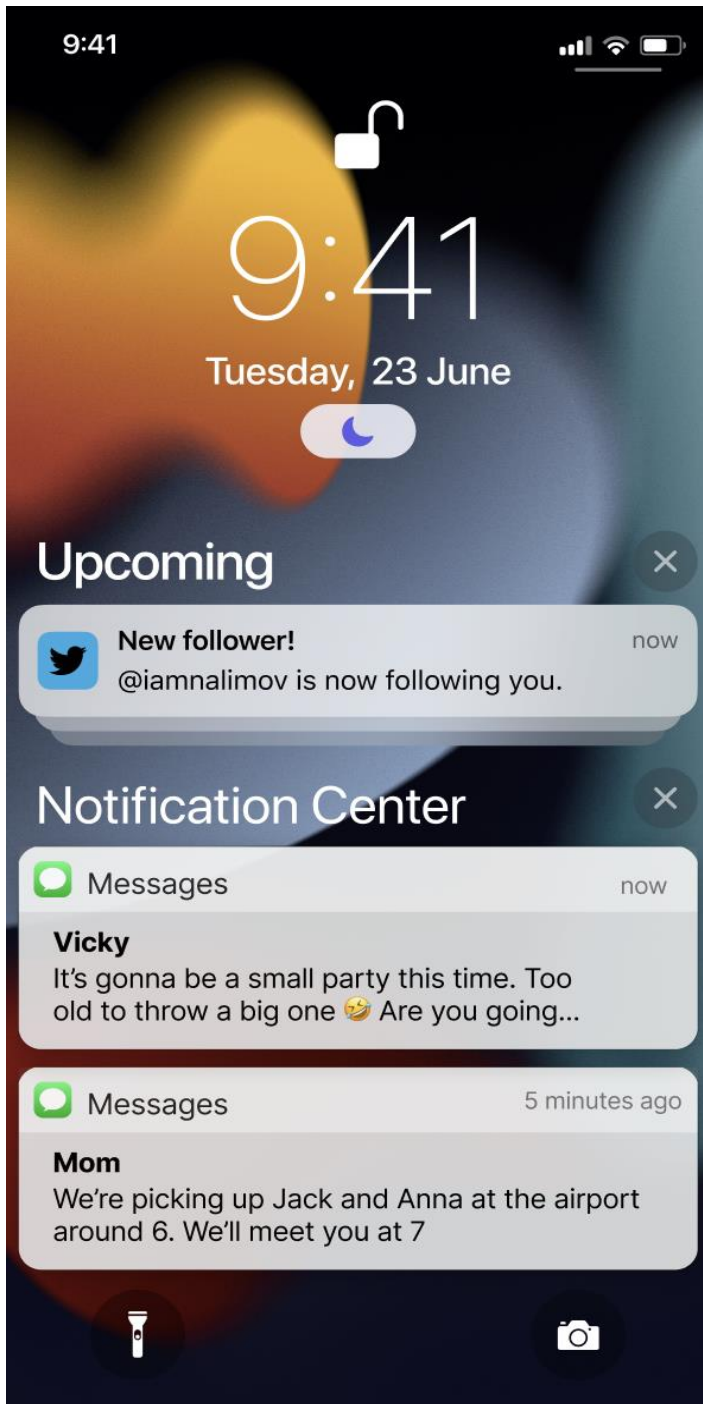 9:41
9:41
Tuesday, 23 June
Upcoming
New follower!
now
@iamnalimov is now following you.
Notification Center
Messages
now
Vicky
It's gonna be a small party this time. Too
old to throw a big one 🤣 Are you going...
Messages
5 minutes ago
Mom
We're picking up Jack and Anna at the airport
around 6. We'll meet you at 7